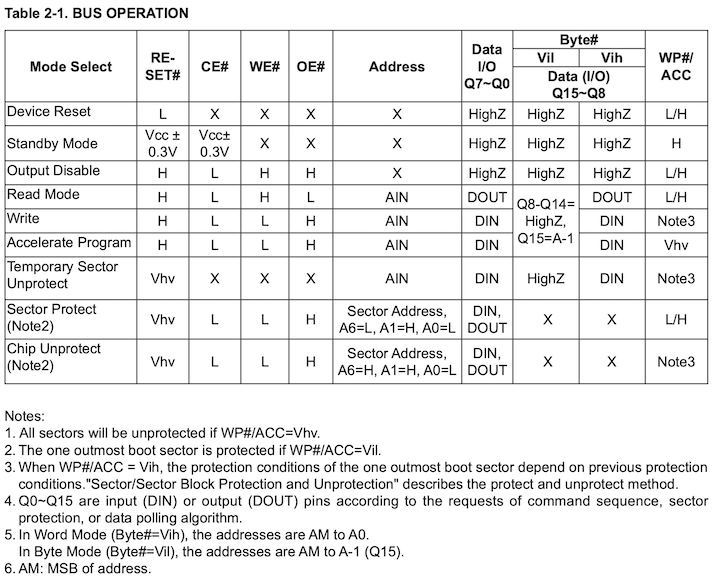 Table 2-1. BUS OPERATION
Mode Select RE-SET# CE# WE# OE# Address Data I/O Q7~Q0 Byte# Vil Vih Data (I/O) Q15~Q8 WP#/ACC
Device Reset L X X X X HighZ HighZ HighZ L/H
Standby Mode Vcc ± 0.3V Vcc± 0.3V X X X HighZ HighZ HighZ H
Output Disable H L H H X HighZ HighZ HighZ L/H
Read Mode H L H L AIN DOUT Q8-Q14= HighZ, Q15=A-1 DOUT L/H
Write H L L H AIN DIN DIN Note3
Accelerate Program H L L H AIN DIN DIN Vhv
Temporary Sector Unprotect Vhv X X X AIN DIN HighZ DIN Note3
Sector Protect (Note2) Vhv L L H Sector Address, A6=L, A1=H, A0=L DIN, DOUT X X L/H
Chip Unprotect (Note2) Vhv L L H Sector Address, A6=H, A1=H, A0=L DIN, DOUT X X Note3
Notes:
1. All sectors will be unprotected if WP#/ACC=Vhv.
2. The one outmost boot sector is protected if WP#/ACC=Vil.
3. When WP#/ACC = Vih, the protection conditions of the one outmost boot sector depend on previous protection
conditions."Sector/Sector Block Protection and Unprotection" describes the protect and unprotect method.
4. Q0~Q15 are input (DIN) or output (DOUT) pins according to the requests of command sequence, sector
protection, or data polling algorithm.
5. In Word Mode (Byte#=Vih), the addresses are AM to A0.
In Byte Mode (Byte#=Vil), the addresses are AM to A-1 (Q15).
6. AM: MSB of address.